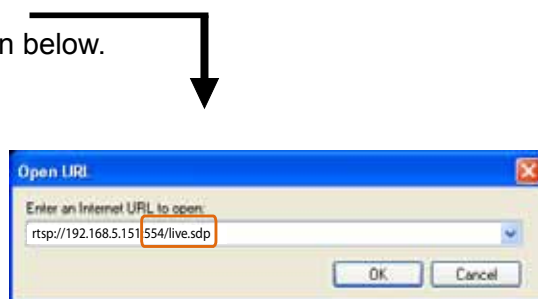 n below.
Open URL
Enter an Internet URL to open:
rtsp://192.168.5.151:554/live.sdp
OK Cancel